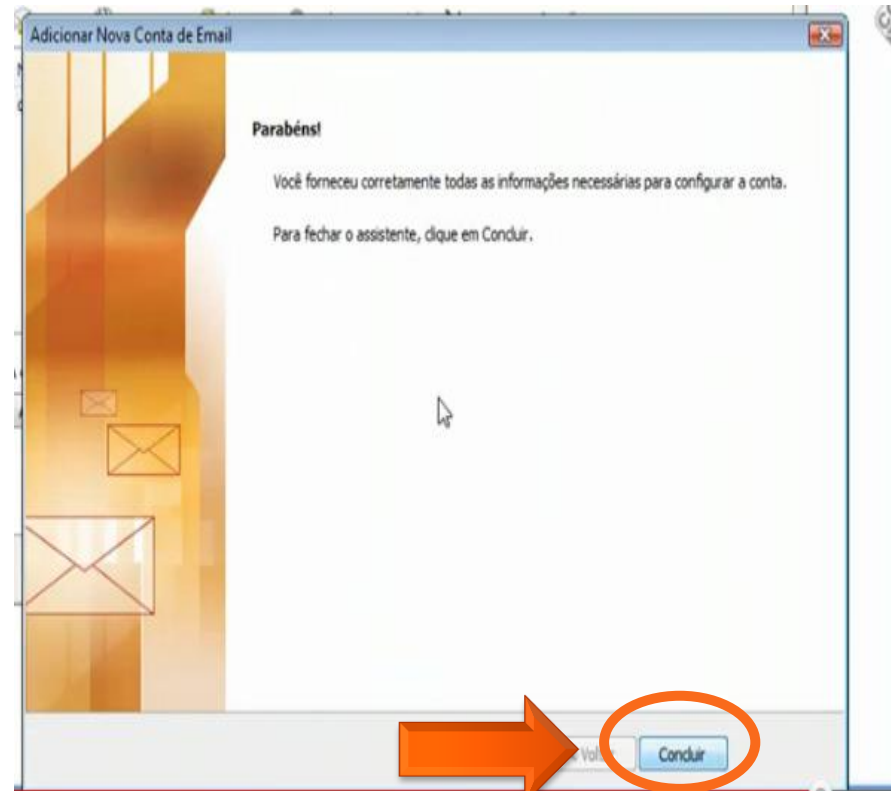 Adicionar Nova Conta de Email
Parabéns!
Você forneceu corretamente todas as informações necessárias para configurar a conta.
Para fechar o assistente, clique em Concluir.
Concluir